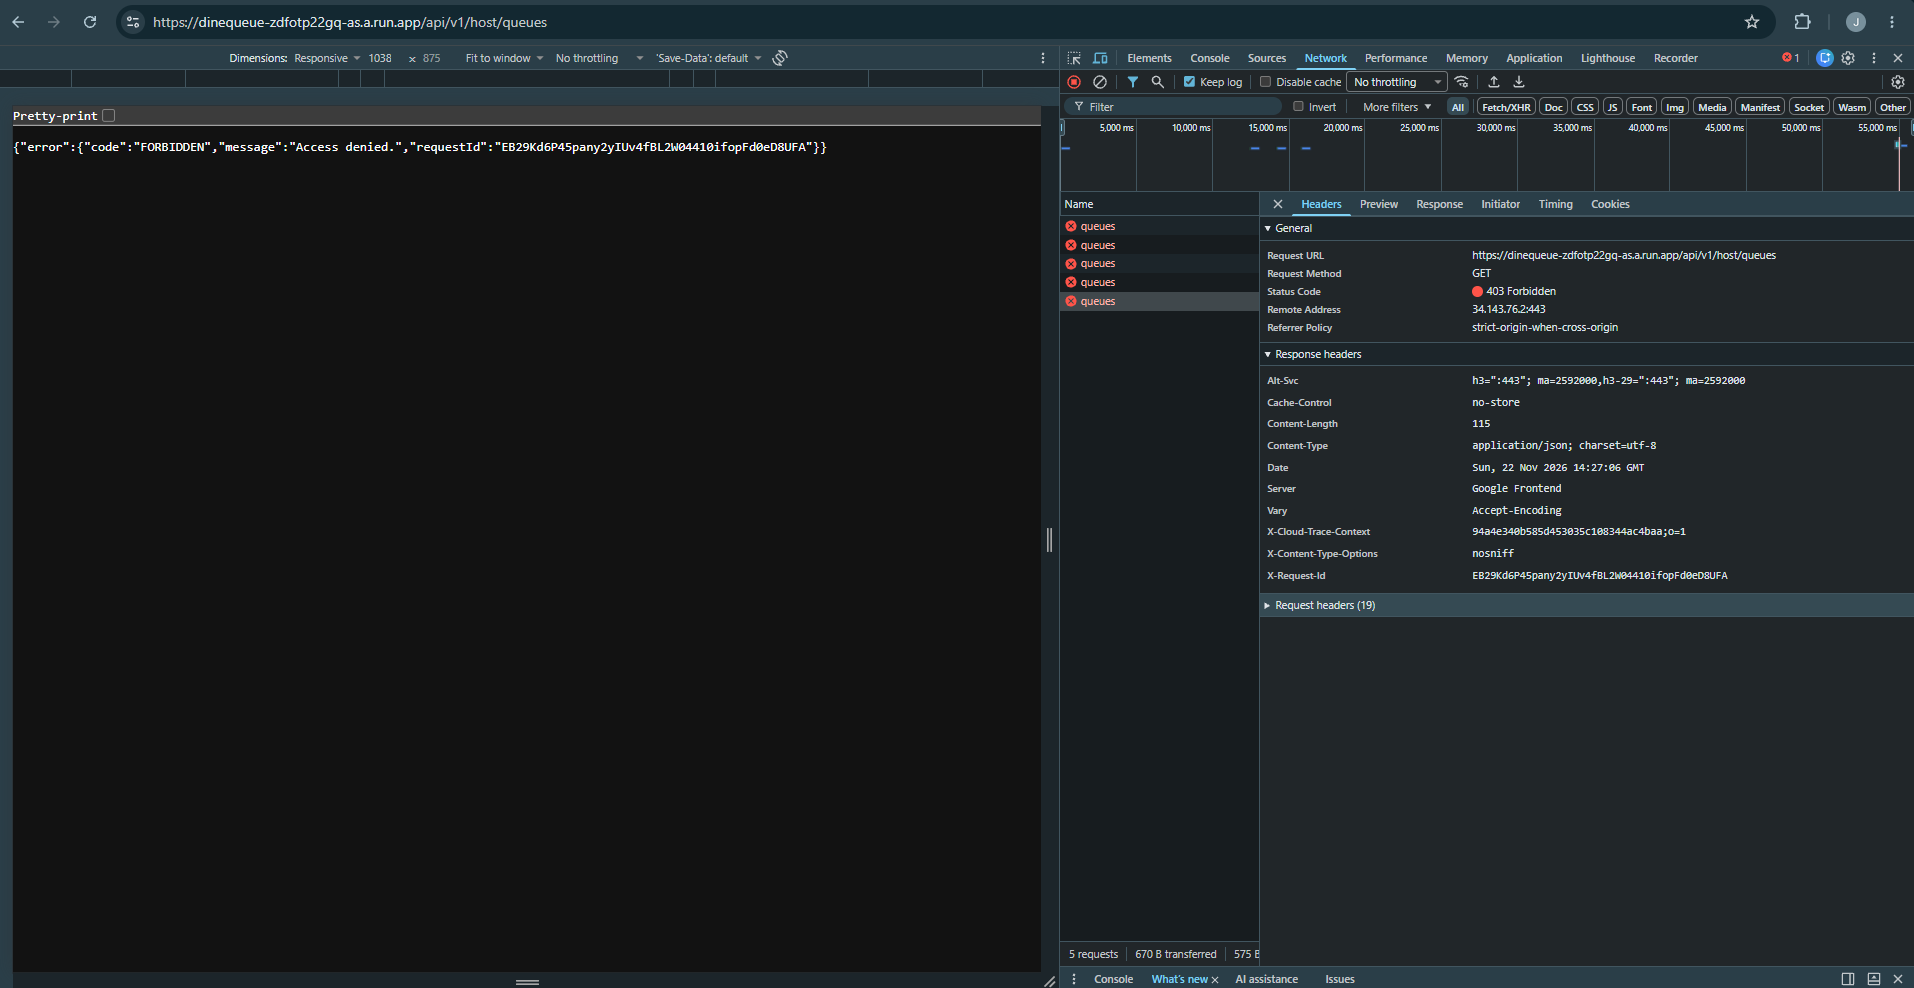 https://dinequeue-zdfotp22gq-as.a.run.app/api/v1/host/queues
J
Dimensions: Responsive 1038 × 875 Fit to window No throttling 'Save-Data': default
Elements Console Sources Network Performance Memory Application Lighthouse Recorder 1
Keep log Disable cache No throttling
Filter Invert More filters All Fetch/XHR Doc CSS JS Font Img Media Manifest Socket Wasm Other
5,000 ms 10,000 ms 15,000 ms 20,000 ms 25,000 ms 30,000 ms 35,000 ms 40,000 ms 45,000 ms 50,000 ms 55,000 ms
Pretty-print
{"error":{"code":"FORBIDDEN","message":"Access denied.","requestId":"EB29Kd6P45pany2yIUv4fBL2W04410ifopFd0eD8UFA"}}
Name
queues
queues
queues
queues
queues
Headers Preview Response Initiator Timing Cookies
General
Request URL https://dinequeue-zdfotp22gq-as.a.run.app/api/v1/host/queues
Request Method GET
Status Code 403 Forbidden
Remote Address 34.143.76.2:443
Referrer Policy strict-origin-when-cross-origin
Response headers
Alt-Svc h3=":443"; ma=2592000,h3-29=":443"; ma=2592000
Cache-Control no-store
Content-Length 115
Content-Type application/json; charset=utf-8
Date Sun, 22 Nov 2026 14:27:06 GMT
Server Google Frontend
Vary Accept-Encoding
X-Cloud-Trace-Context 94a4e340b585d453035c108344ac4baa;o=1
X-Content-Type-Options nosniff
X-Request-Id EB29Kd6P45pany2yIUv4fBL2W04410ifopFd0eD8UFA
Request headers (19)
5 requests 670 B transferred 575 B
Console What's new AI assistance Issues